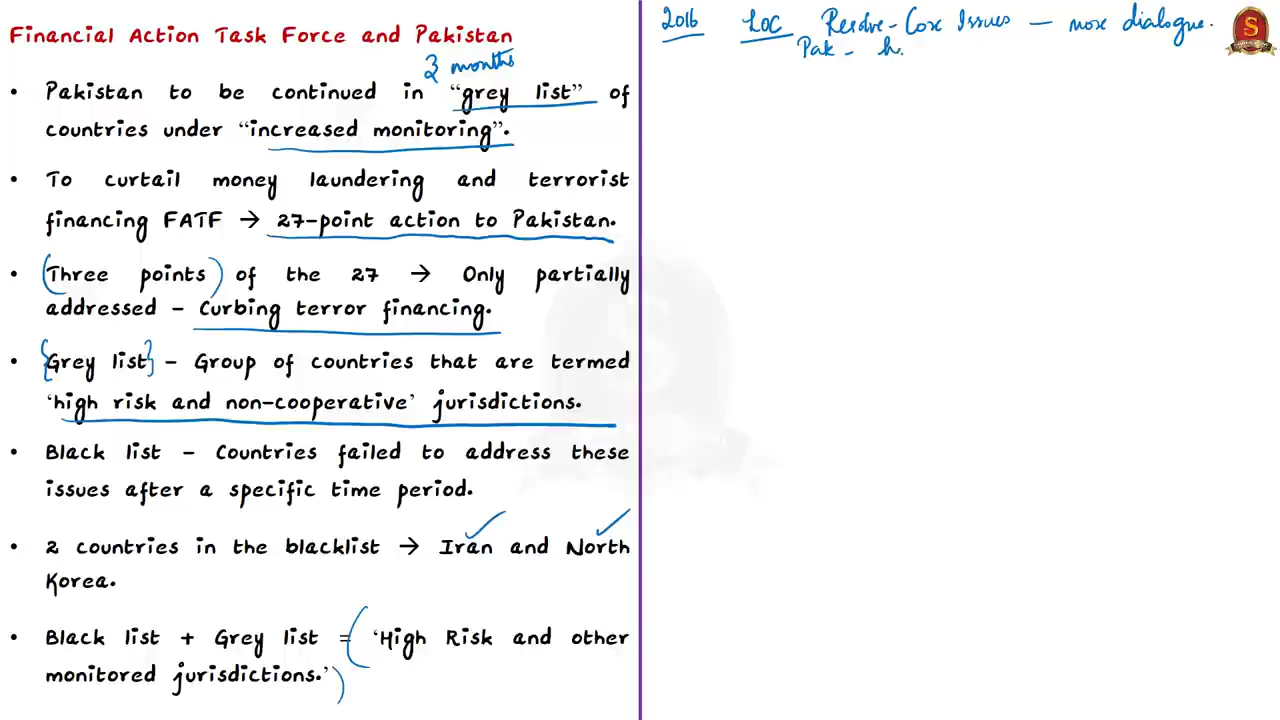 Financial Action Task Force and Pakistan
3 months
• Pakistan to be continued in “grey list” of
countries under “increased monitoring”.
• To curtail money laundering and terrorist
financing FATF → 27-point action to Pakistan.
• (Three points) of the 27 → Only partially
addressed – Curbing terror financing.
• {Grey list} – Group of countries that are termed
‘high risk and non-cooperative’ jurisdictions.
• Black list – Countries failed to address these
issues after a specific time period.
• 2 countries in the blacklist → Iran and North
Korea.
• Black list + Grey list = (‘High Risk and other
monitored jurisdictions.’)
2016 LOC Resolve - Core Issues — more dialogue.
Pak - h
S